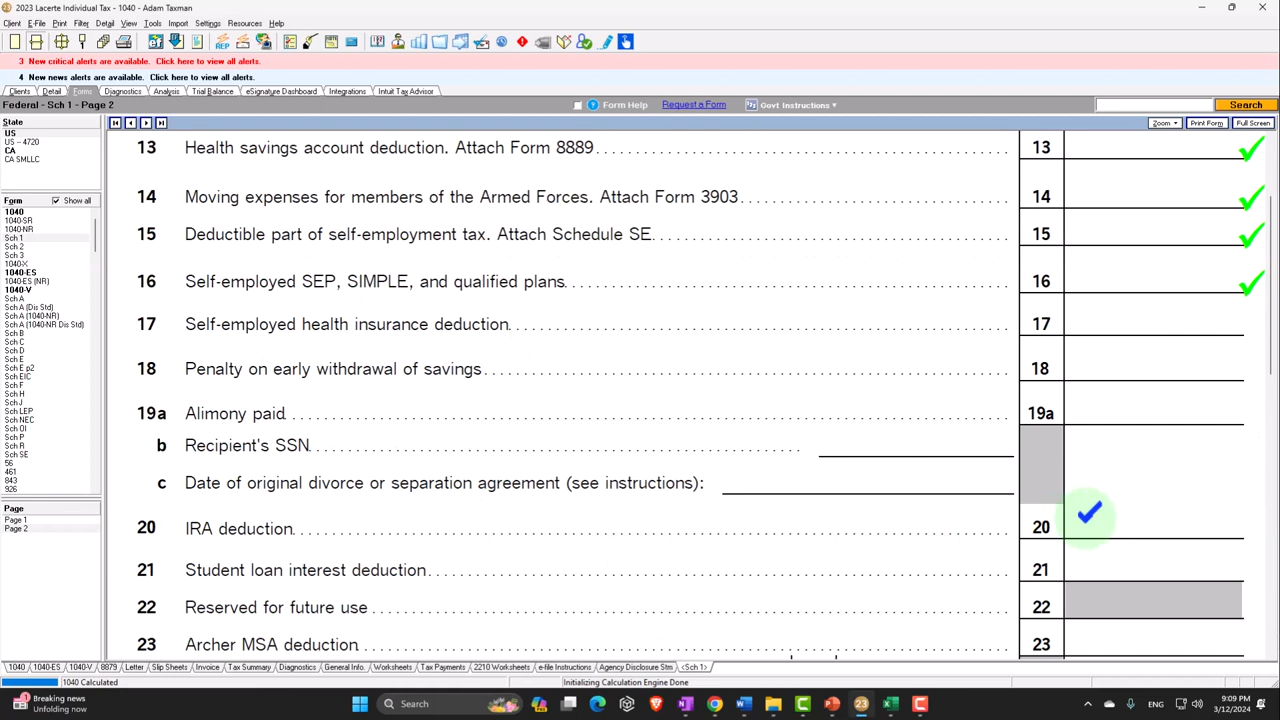 2023 Lacerte Individual Tax - 1040 - Adam Taxman
Client E-File Print Filter Detail View Tools Import Settings Resources Help
REP
3 New critical alerts are available. Click here to view all alerts.
4 New news alerts are available. Click here to view all alerts.
Clients Detail Forms Diagnostics Analysis Trial Balance eSignature Dashboard Integrations Intuit Tax Advisor
Federal - Sch 1 - Page 2
Form Help Request a Form Govt Instructions Search
State
US
US - 4720
CA
CA SMLLC
Form Show all
1040
1040-SR
1040-NR
Sch 1
Sch 2
Sch 3
1040-X
1040-ES
1040-ES (NR)
1040-V
Sch A
Sch A (Dis Std)
Sch A (1040-NR)
Sch A (1040-NR Dis Std)
Sch B
Sch C
Sch D
Sch E
Sch E p2
Sch EIC
Sch F
Sch H
Sch J
Sch LEP
Sch NEC
Sch OI
Sch P
Sch R
Sch SE
56
461
843
926
Page
Page 1
Page 2
Zoom Print Form Full Screen
13 Health savings account deduction. Attach Form 8889 13
14 Moving expenses for members of the Armed Forces. Attach Form 3903 14
15 Deductible part of self-employment tax. Attach Schedule SE 15
16 Self-employed SEP, SIMPLE, and qualified plans 16
17 Self-employed health insurance deduction 17
18 Penalty on early withdrawal of savings 18
19a Alimony paid 19a
b Recipient's SSN
c Date of original divorce or separation agreement (see instructions):
20 IRA deduction 20
21 Student loan interest deduction 21
22 Reserved for future use 22
23 Archer MSA deduction 23
1040 1040-ES 1040-V 8879 Letter Slip Sheets Invoice Tax Summary Diagnostics General Info. Worksheets Tax Payments 2210 Worksheets e-file Instructions Agency Disclosure Stm <Sch 1>
1040 Calculated Initializing Calculation Engine Done
Breaking news
Unfolding now
Search
23
ENG
9:09 PM
3/12/2024